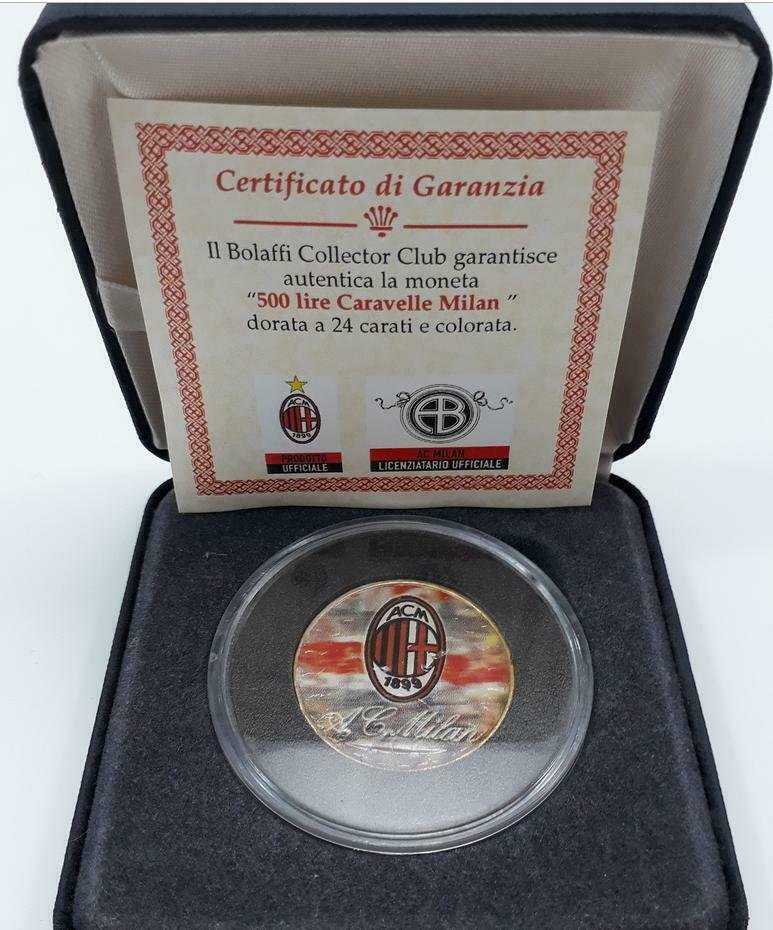 Certificato di Garanzia
Il Bolaffi Collector Club garantisce
autentica la moneta
“500 lire Caravelle Milan ”
dorata a 24 carati e colorata.
ACM
1899
PRODOTTO
UFFICIALE
AB
AC MILAN
LICENZIATARIO UFFICIALE
ACM
1899
A.C. Milan